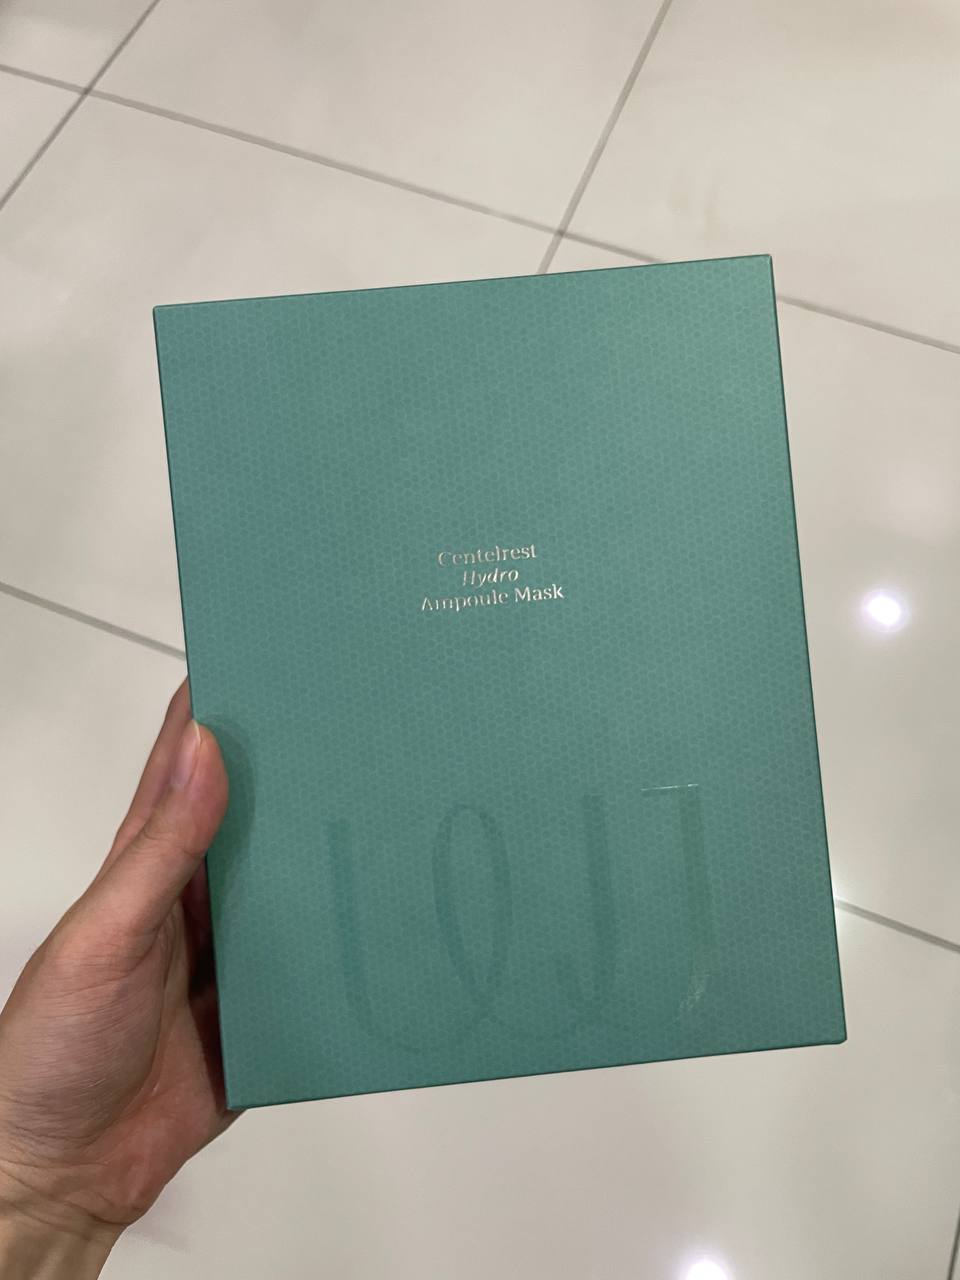 Centelrest
Hydro
Ampoule Mask